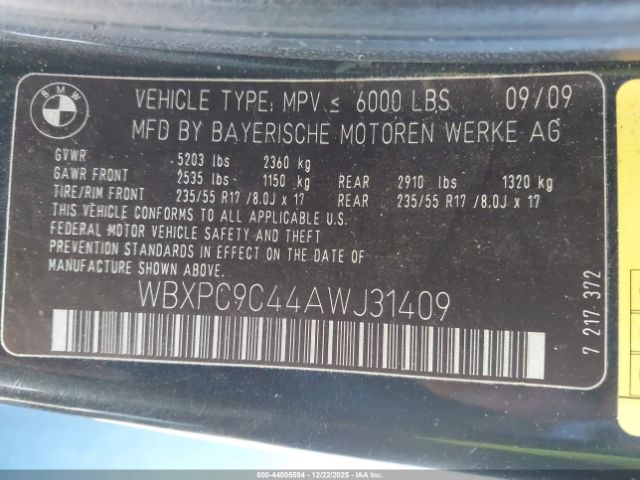 BMW
VEHICLE TYPE: MPV ≤ 6000 LBS 09/09
MFD BY BAYERISCHE MOTOREN WERKE AG
GVWR 5203 lbs 2360 kg
GAWR FRONT 2535 lbs - 1150 kg REAR 2910 lbs 1320 kg
TIRE/RIM FRONT 235/55 R17 /8.0J x 17 REAR 235/55 R17 /8.0J x 17
THIS VEHICLE CONFORMS TO ALL APPLICABLE U.S.
FEDERAL MOTOR VEHICLE SAFETY AND THEFT
PREVENTION STANDARDS IN EFFECT ON THE DATE OF
MANUFACTURE SHOWN ABOVE
WBXPC9C44AWJ31409
7 217 372
000-44005594 - 12/22/2025 - IAAI.COM